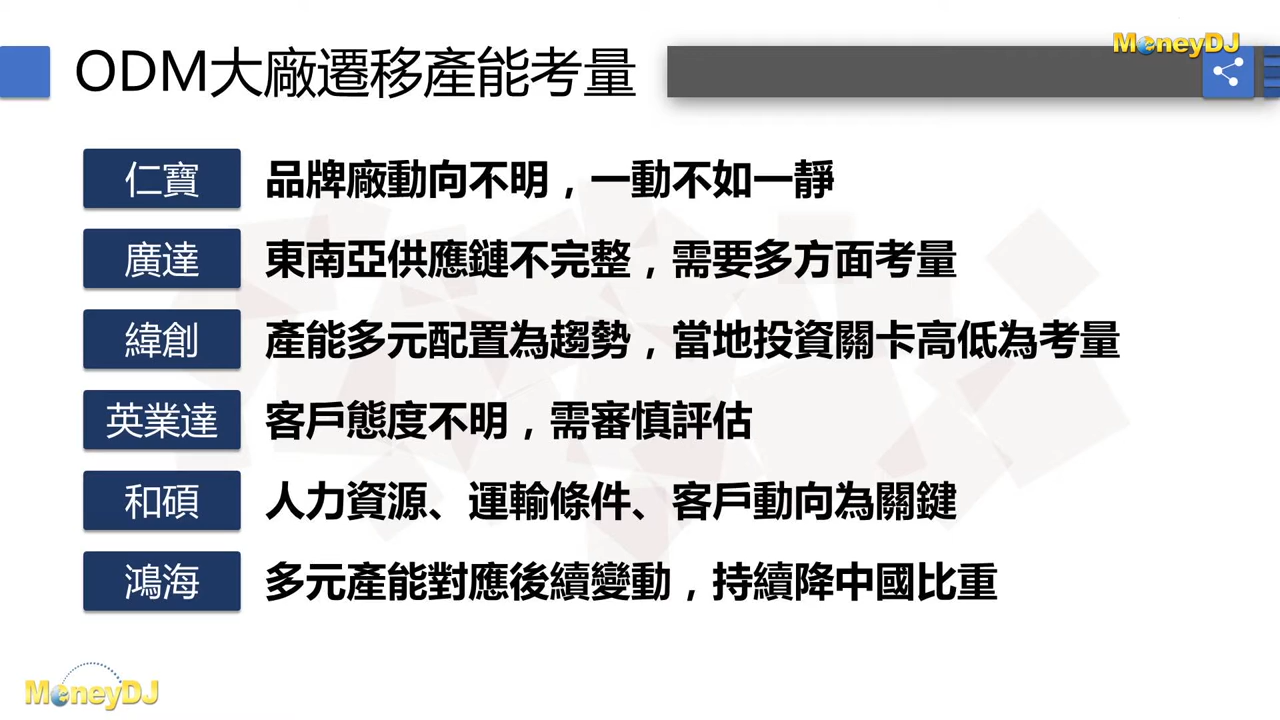 ODM大廠遷移產能考量
MoneyDJ
仁寶 品牌廠動向不明，一動不如一靜
廣達 東南亞供應鏈不完整，需要多方面考量
緯創 產能多元配置為趨勢，當地投資關卡高低為考量
英業達 客戶態度不明，需審慎評估
和碩 人力資源、運輸條件、客戶動向為關鍵
鴻海 多元產能對應後續變動，持續降中國比重
MoneyDJ